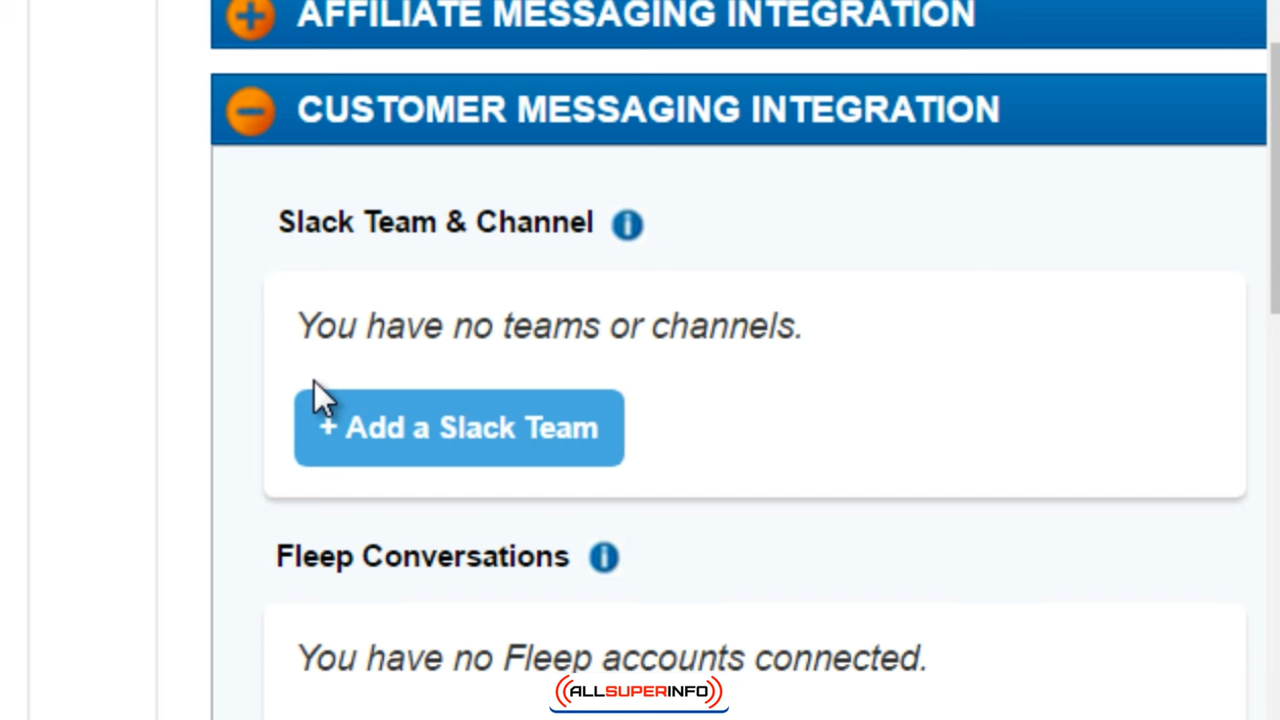 AFFILIATE MESSAGING INTEGRATION
CUSTOMER MESSAGING INTEGRATION
Slack Team & Channel
You have no teams or channels.
+ Add a Slack Team
Fleep Conversations
You have no Fleep accounts connected.
ALLSUPERINFO